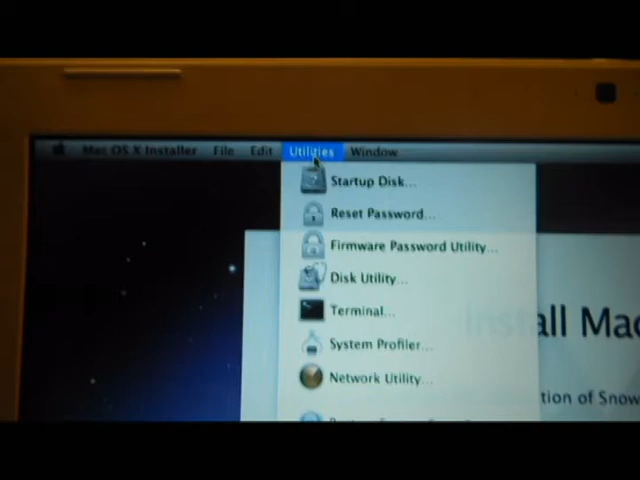 Mac OS X Installer File Edit Utilities Window
Startup Disk...
Reset Password...
Firmware Password Utility...
Disk Utility...
Terminal...
System Profiler...
Network Utility...
Install Mac
tion of Snow